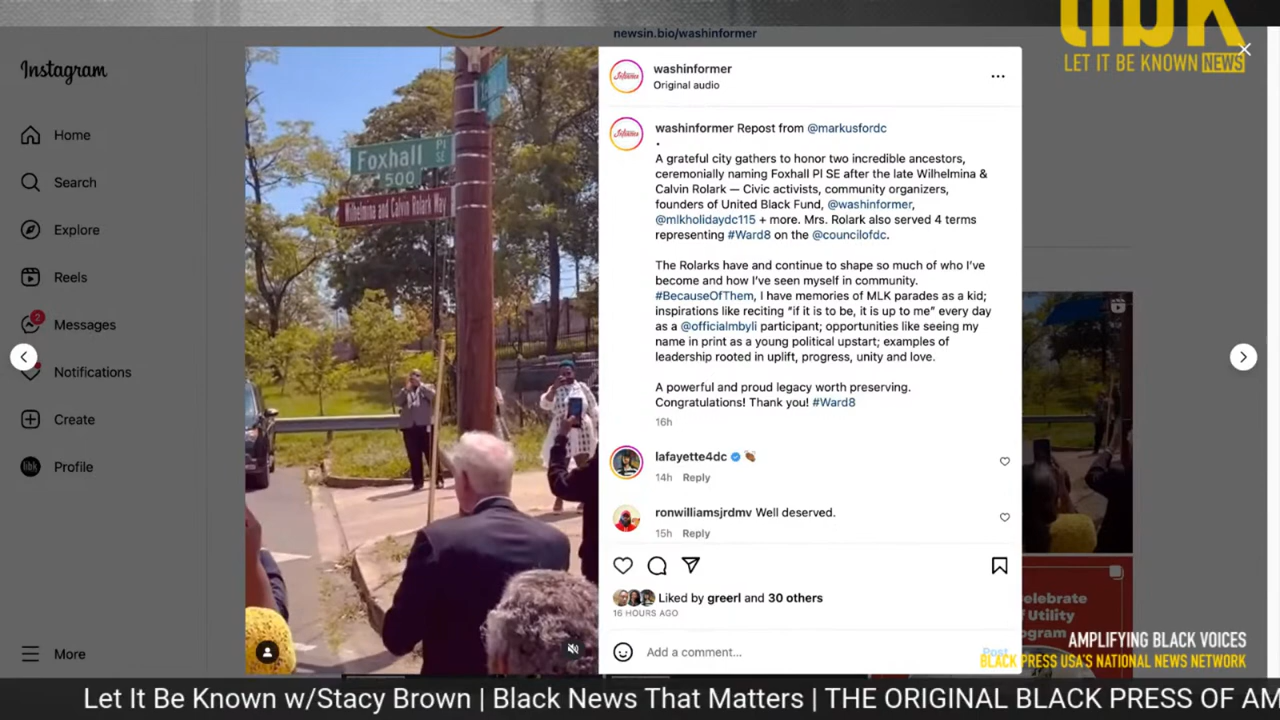 newsin.bio/washinformer
libk
LET IT BE KNOWN NEWS
Instagram
Home
Search
Explore
Reels
2
Messages
Notifications
Create
libk
Profile
More
Foxhall PL SE
500
Wilhelmina and Calvin Rolark Way
washinformer
Original audio
washinformer Repost from @markusfordc
.
A grateful city gathers to honor two incredible ancestors,
ceremonially naming Foxhall Pl SE after the late Wilhelmina &
Calvin Rolark — Civic activists, community organizers,
founders of United Black Fund, @washinformer,
@mlkholidaydc115 + more. Mrs. Rolark also served 4 terms
representing #Ward8 on the @councilofdc.
The Rolarks have and continue to shape so much of who I've
become and how I've seen myself in community.
#BecauseOfThem, I have memories of MLK parades as a kid;
inspirations like reciting "if it is to be, it is up to me" every day
as a @officialmbyli participant; opportunities like seeing my
name in print as a young political upstart; examples of
leadership rooted in uplift, progress, unity and love.
A powerful and proud legacy worth preserving.
Congratulations! Thank you! #Ward8
16h
lafayette4dc
14h Reply
ronwilliamsjrdmv Well deserved.
15h Reply
Liked by greerl and 30 others
16 HOURS AGO
Add a comment...
Post
elebrate
of Utility
ogram
AMPLIFYING BLACK VOICES
BLACK PRESS USA'S NATIONAL NEWS NETWORK
Let It Be Known w/Stacy Brown | Black News That Matters | THE ORIGINAL BLACK PRESS OF AM